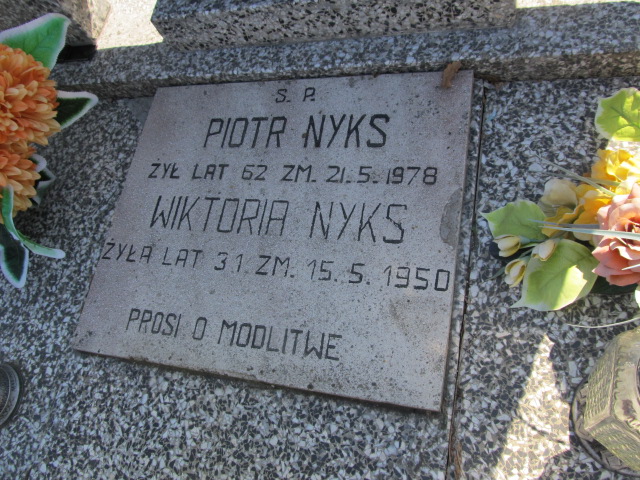 S. P.
PIOTR NYKS
ŻYŁ LAT 62 ZM. 21.5.1978
WIKTORIA NYKS
ŻYŁA LAT 31. ZM. 15.5.1950
PROSI O MODLITWE